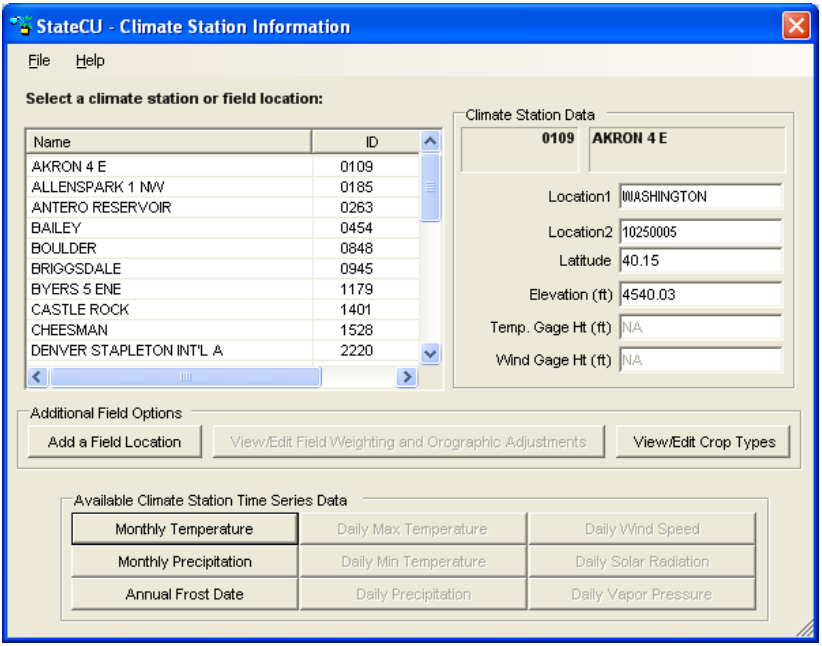 StateCU - Climate Station Information
File Help
Select a climate station or field location:
Name ID
AKRON 4 E 0109
ALLENSPARK 1 NW 0185
ANTERO RESERVOIR 0263
BAILEY 0454
BOULDER 0848
BRIGGSDALE 0945
BYERS 5 ENE 1179
CASTLE ROCK 1401
CHEESMAN 1528
DENVER STAPLETON INT'L A 2220
Climate Station Data
0109 AKRON 4 E
Location1 WASHINGTON
Location2 10250005
Latitude 40.15
Elevation (ft) 4540.03
Temp. Gage Ht (ft) NA
Wind Gage Ht (ft) NA
Additional Field Options
Add a Field Location View/Edit Field Weighting and Orographic Adjustments View/Edit Crop Types
Available Climate Station Time Series Data
Monthly Temperature Daily Max Temperature Daily Wind Speed
Monthly Precipitation Daily Min Temperature Daily Solar Radiation
Annual Frost Date Daily Precipitation Daily Vapor Pressure